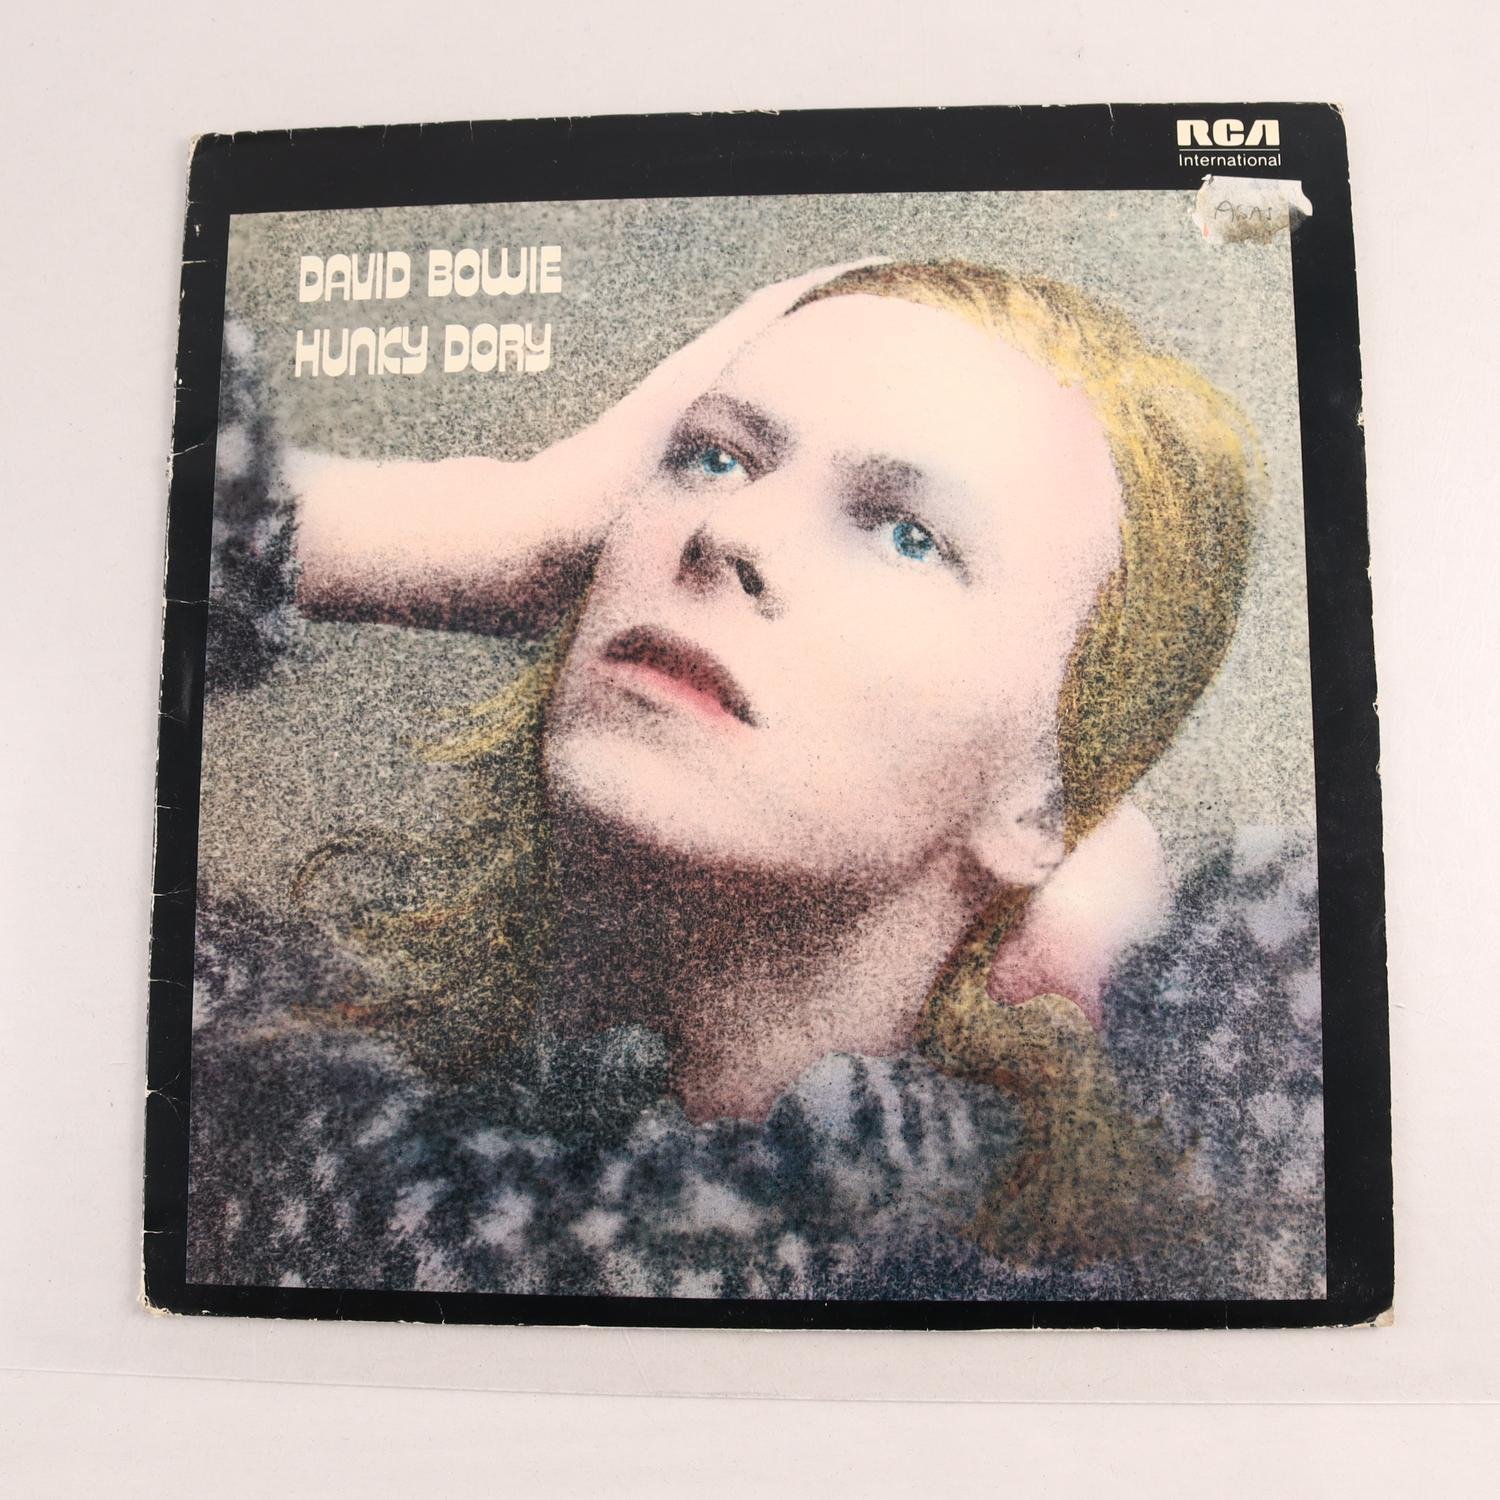 RCA
International
DAVID BOWIE
HUNKY DORY